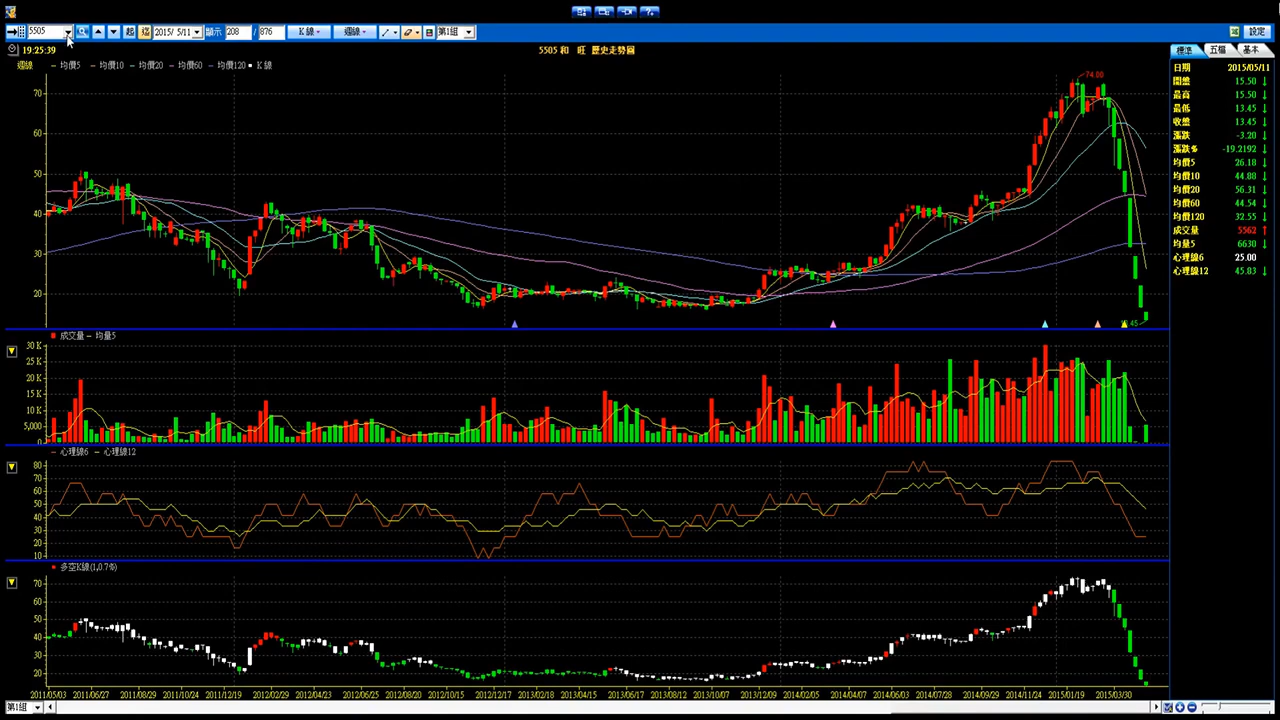 5505 起 迄 2015/ 5/11 顯示 208 / 876 K 線 週線 第1組 設定
19:25:39 5505 和 旺 歷史走勢圖 標準 五檔 基本
週線 均價5 均價10 均價20 均價60 均價120 K 線
日期 2015/05/11
開盤 15.50 ↓
最高 15.50 ↓
最低 13.45 ↓
收盤 13.45 ↓
漲跌 -3.20 ↓
漲跌% -19.2192 ↓
均價5 26.18 ↓
均價10 44.88 ↓
均價20 56.31 ↓
均價60 44.54 ↓
均價120 32.55 ↓
成交量 5562 ↑
均量5 6630 ↓
心理線6 25.00
心理線12 45.83 ↓
74.00
70
60
50
40
30
20
成交量 均量5
30 K
25 K
20 K
15 K
10 K
5,000
0
心理線6 心理線12
80
70
60
50
40
30
20
10
多空K線(1,0.7%)
70
60
50
40
30
20
2011/05/03 2011/06/27 2011/08/29 2011/10/24 2011/12/19 2012/02/29 2012/04/23 2012/06/25 2012/08/20 2012/10/15 2012/12/17 2013/02/18 2013/04/15 2013/06/17 2013/08/12 2013/10/07 2013/12/09 2014/02/05 2014/04/07 2014/06/03 2014/07/28 2014/09/29 2014/11/24 2015/01/19 2015/03/30
第1組